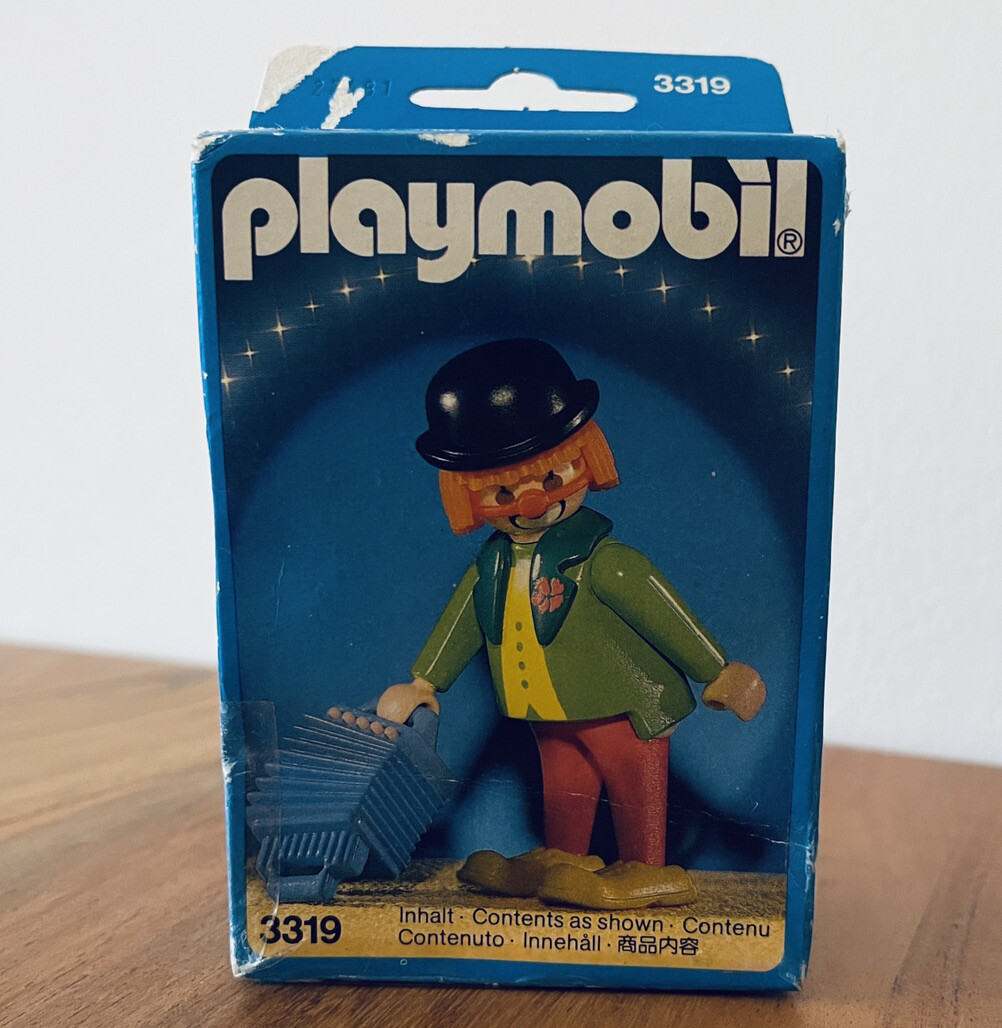 3319
playmobil®
3319
Inhalt · Contents as shown · Contenu
Contenuto · Innehåll · 商品内容